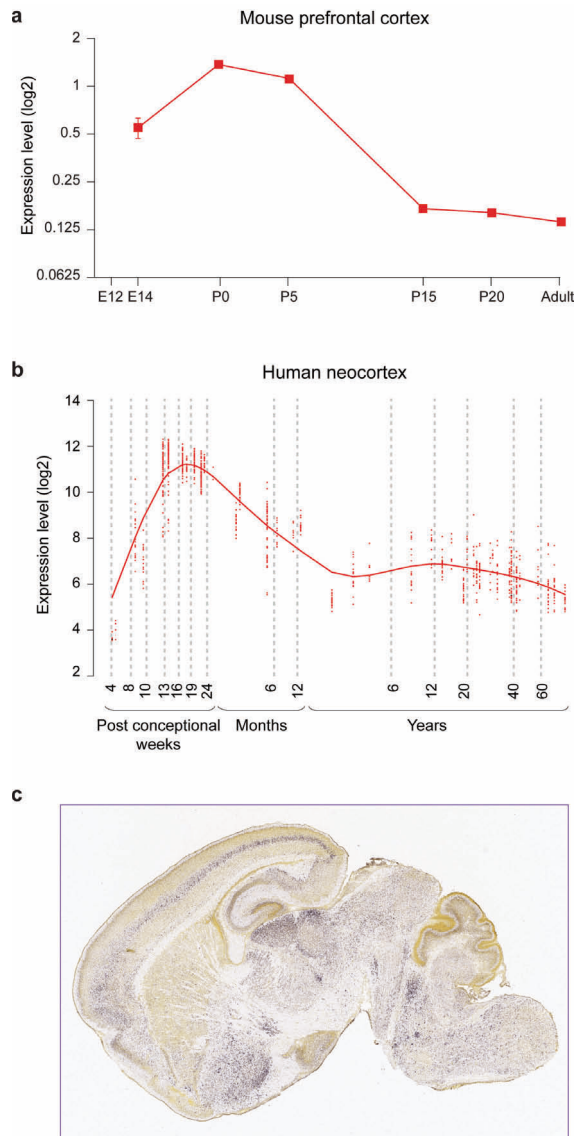 a
Mouse prefrontal cortex
Expression level (log2)
2
1
0.5
0.25
0.125
0.0625
E12 E14 P0 P5 P15 P20 Adult
b
Human neocortex
Expression level (log2)
14
12
10
8
6
4
2
4 8 10 13 16 19 24 6 12 6 12 20 40 60
Post conceptional Months Years
weeks
c